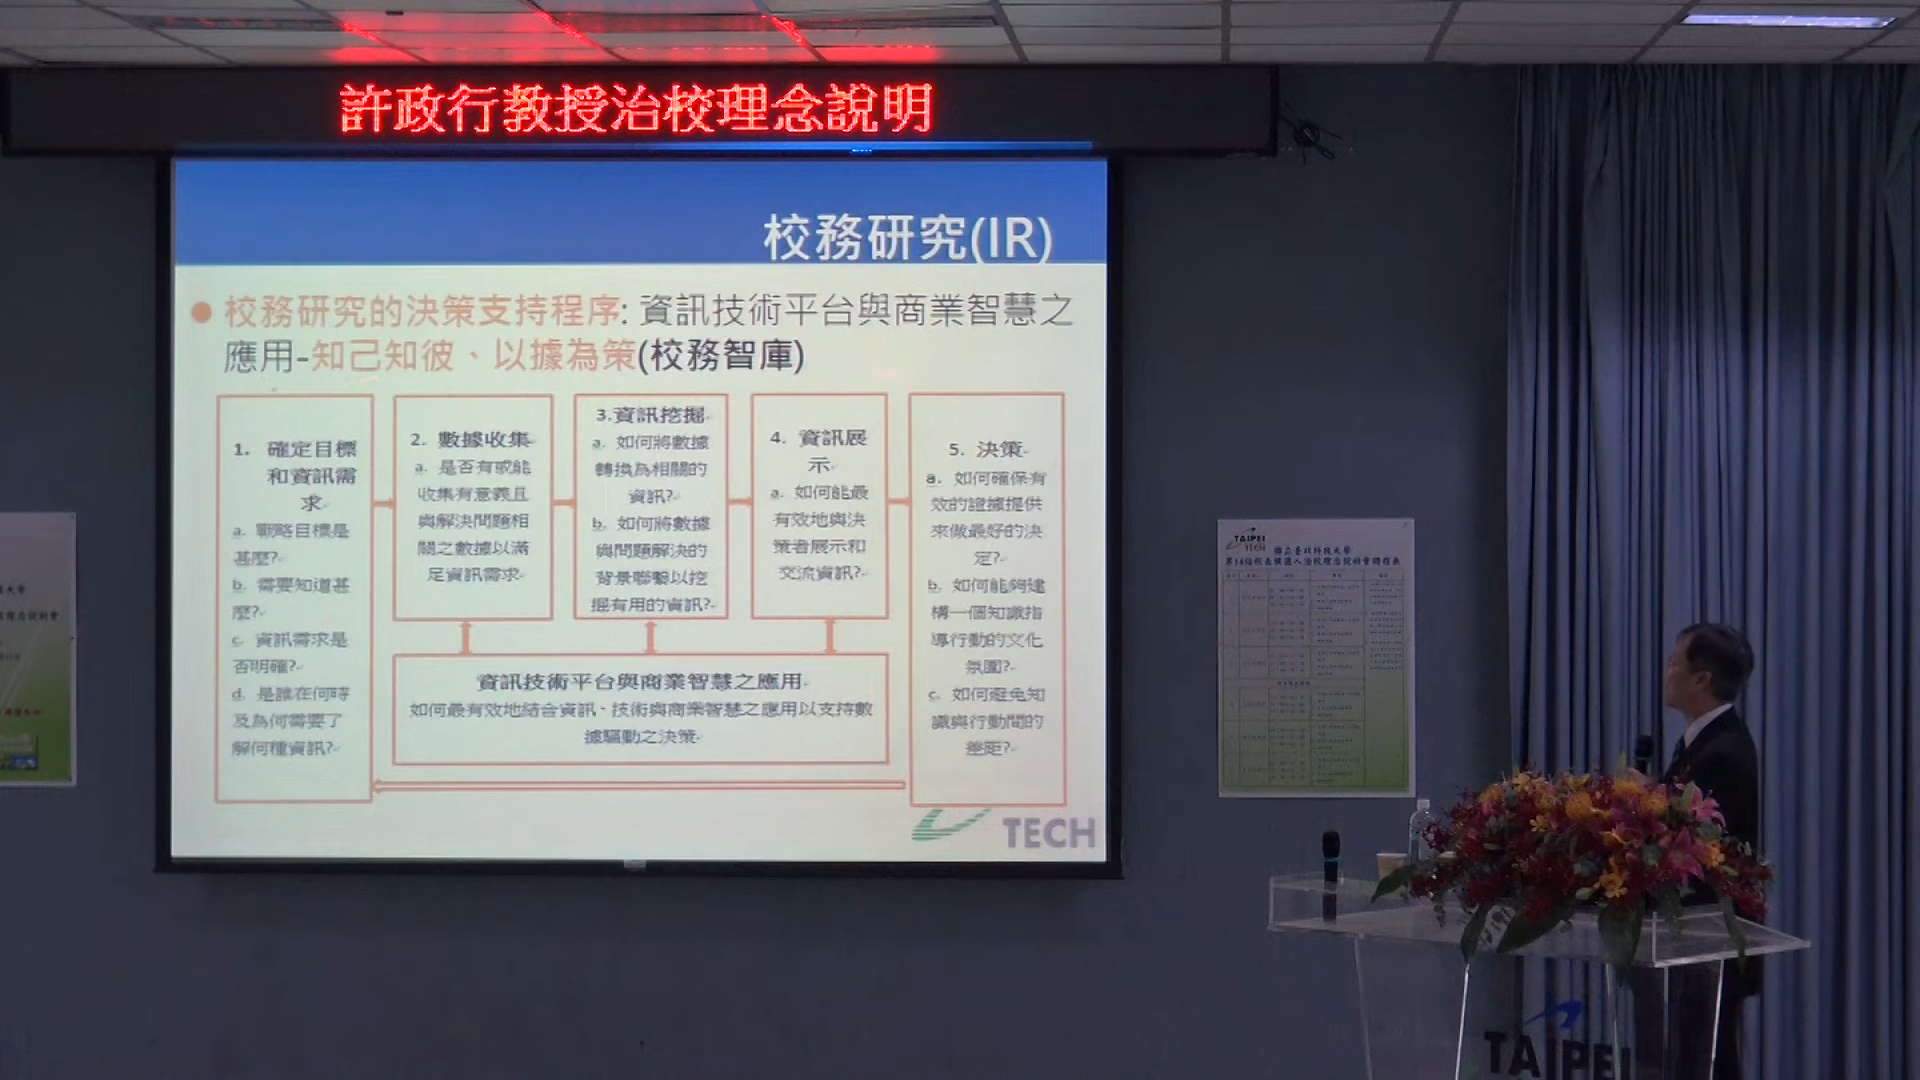 許政行教授治校理念說明
校務研究(IR)
校務研究的決策支持程序: 資訊技術平台與商業智慧之
應用-知己知彼、以據為策(校務智庫)
1. 確定目標
和資訊需
求
a. 戰略目標是
甚麼?
b. 需要知道甚
麼?
c. 資訊需求是
否明確?
d. 是誰在何時
及為何需要了
解何種資訊?
2. 數據收集
a. 是否有或能
收集有意義且
與解決問題相
關之數據以滿
足資訊需求
3.資訊挖掘
a. 如何將數據
轉換為相關的
資訊?
b. 如何將數據
與問題解決的
背景聯繫以挖
掘有用的資訊?
4. 資訊展
示
a. 如何能最
有效地與決
策者展示和
交流資訊?
5. 決策
a. 如何確保有
效的證據提供
來做最好的決
定?
b. 如何能夠建
構一個知識指
導行動的文化
氛圍?
c. 如何避免知
識與行動間的
差距?
資訊技術平台與商業智慧之應用
如何最有效地結合資訊、技術與商業智慧之應用以支持數
據驅動之決策
TECH
TAIPEI
TECH
國立臺北科技大學
TAIPEI